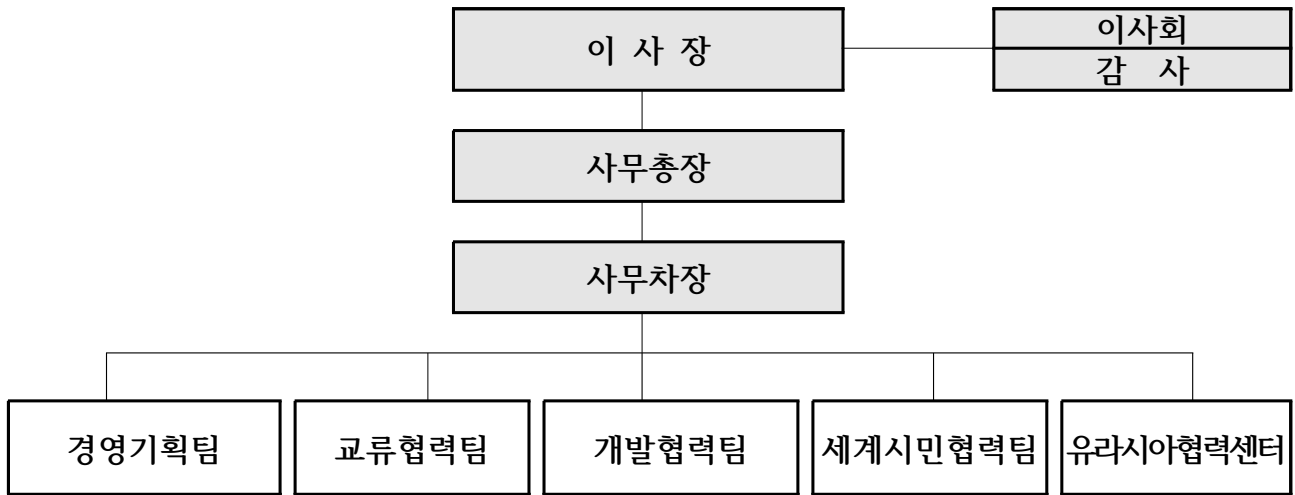 이 사 장
이사회
감 사
사무총장
사무차장
경영기획팀
교류협력팀
개발협력팀
세계시민협력팀
유라시아협력센터